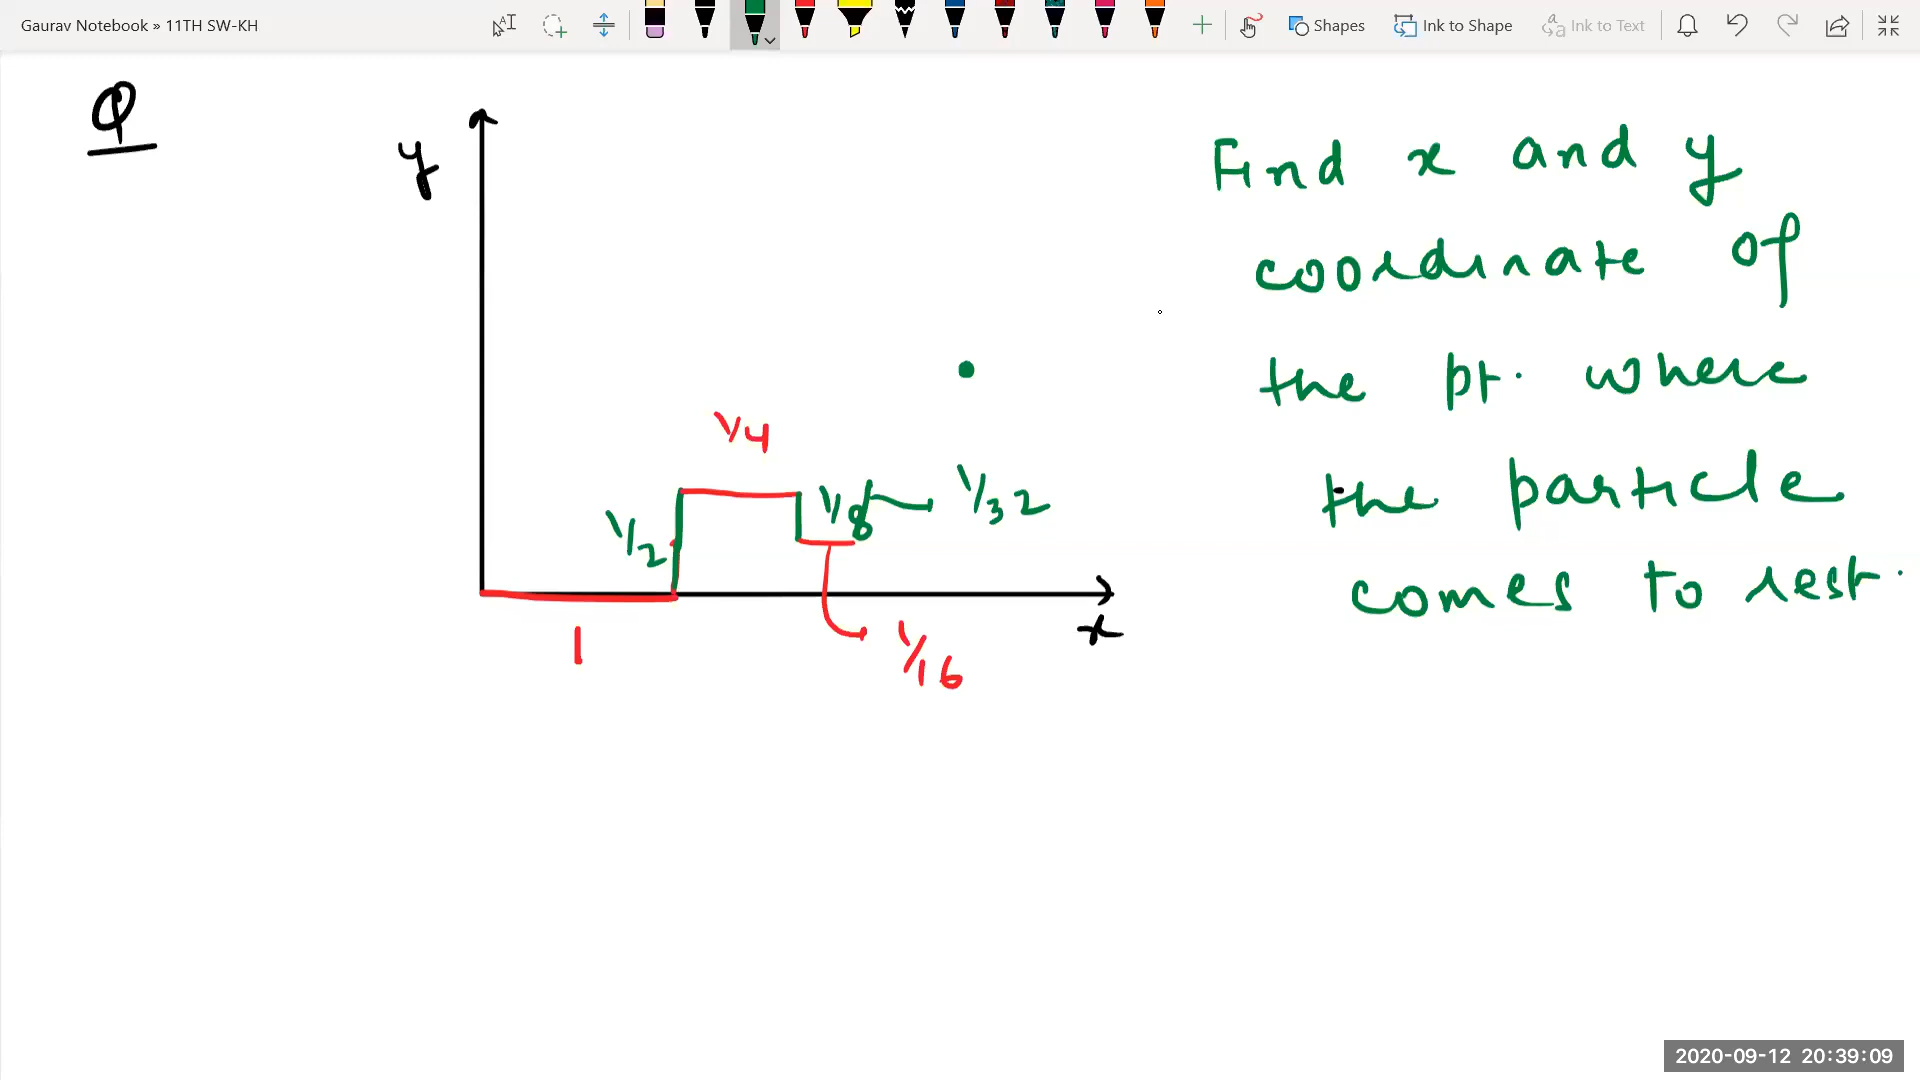 Gaurav Notebook » 11TH SW-KH
Shapes
Ink to Shape
Ink to Text
Q
y
Find x and y
coordinate of
the pt. where
the particle
comes to rest.
1/4
1/2
1/8
1/32
x
1
1/16
2020-09-12 20:39:09